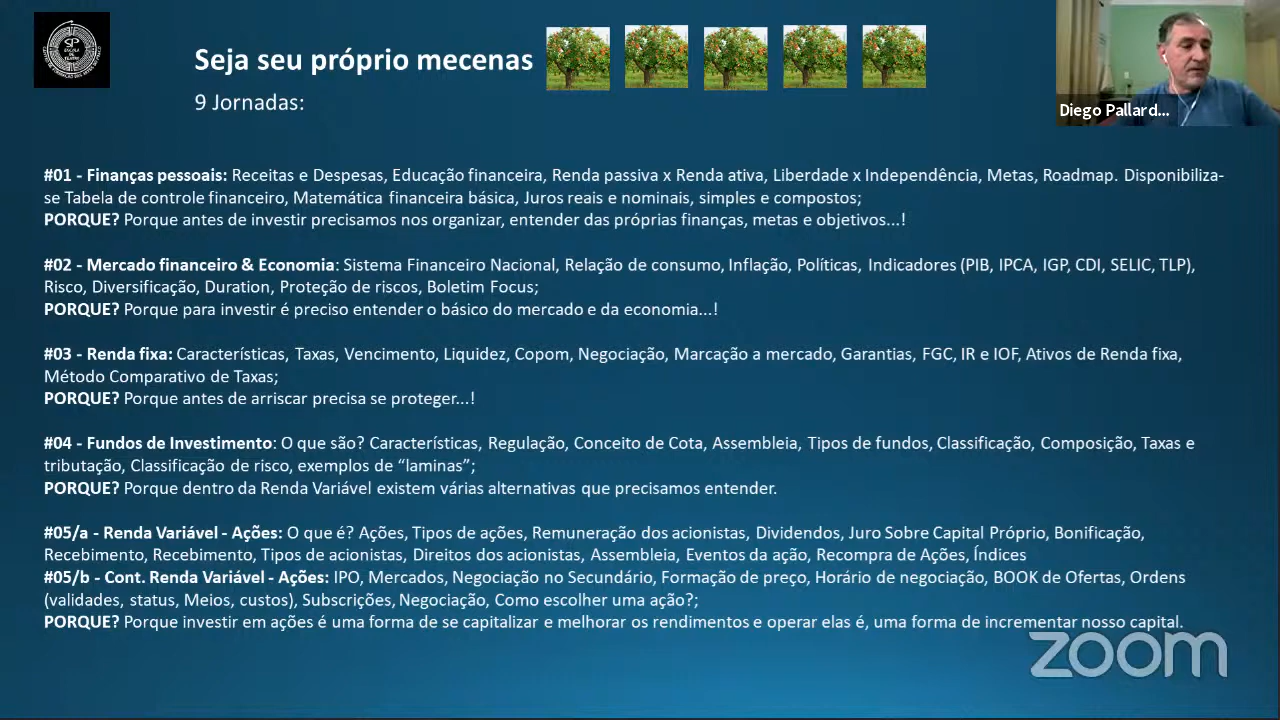 SP
ESCOLA
DE
TEATRO
Seja seu próprio mecenas
9 Jornadas:
Diego Pallard...
#01 - Finanças pessoais: Receitas e Despesas, Educação financeira, Renda passiva x Renda ativa, Liberdade x Independência, Metas, Roadmap. Disponibiliza-
se Tabela de controle financeiro, Matemática financeira básica, Juros reais e nominais, simples e compostos;
PORQUE? Porque antes de investir precisamos nos organizar, entender das próprias finanças, metas e objetivos...!
#02 - Mercado financeiro & Economia: Sistema Financeiro Nacional, Relação de consumo, Inflação, Políticas, Indicadores (PIB, IPCA, IGP, CDI, SELIC, TLP),
Risco, Diversificação, Duration, Proteção de riscos, Boletim Focus;
PORQUE? Porque para investir é preciso entender o básico do mercado e da economia...!
#03 - Renda fixa: Características, Taxas, Vencimento, Liquidez, Copom, Negociação, Marcação a mercado, Garantias, FGC, IR e IOF, Ativos de Renda fixa,
Método Comparativo de Taxas;
PORQUE? Porque antes de arriscar precisa se proteger...!
#04 - Fundos de Investimento: O que são? Características, Regulação, Conceito de Cota, Assembleia, Tipos de fundos, Classificação, Composição, Taxas e
tributação, Classificação de risco, exemplos de “laminas”;
PORQUE? Porque dentro da Renda Variável existem várias alternativas que precisamos entender.
#05/a - Renda Variável - Ações: O que é? Ações, Tipos de ações, Remuneração dos acionistas, Dividendos, Juro Sobre Capital Próprio, Bonificação,
Recebimento, Recebimento, Tipos de acionistas, Direitos dos acionistas, Assembleia, Eventos da ação, Recompra de Ações, Índices
#05/b - Cont. Renda Variável - Ações: IPO, Mercados, Negociação no Secundário, Formação de preço, Horário de negociação, BOOK de Ofertas, Ordens
(validades, status, Meios, custos), Subscrições, Negociação, Como escolher uma ação?;
PORQUE? Porque investir em ações é uma forma de se capitalizar e melhorar os rendimentos e operar elas é, uma forma de incrementar nosso capital.
zoom